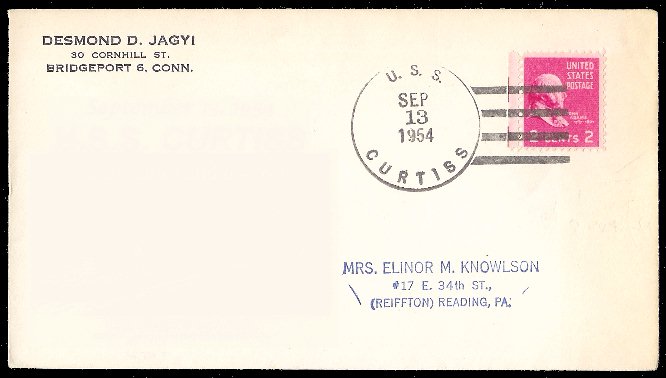 DESMOND D. JAGYI
30 CORNHILL ST.
BRIDGEPORT 6, CONN.
U. S. S.
SEP
13
1954
CURTISS
UNITED
STATES
POSTAGE
2 CENTS 2
MRS. ELINOR M. KNOWLSON
#17 E. 34th ST.,
(REIFFTON) READING, PA.